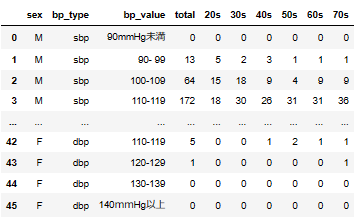 sex bp_type bp_value total 20s 30s 40s 50s 60s 70s
0 M sbp 90mmHg未満 0 0 0 0 0 0 0
1 M sbp 90- 99 13 5 2 3 1 1 1
2 M sbp 100-109 64 15 18 9 4 9 9
3 M sbp 110-119 172 18 30 26 31 31 36
... ... ... ... ... ... ... ... ... ... ...
42 F dbp 110-119 5 0 0 1 2 1 1
43 F dbp 120-129 1 0 0 0 0 0 1
44 F dbp 130-139 0 0 0 0 0 0 0
45 F dbp 140mmHg以上 0 0 0 0 0 0 0